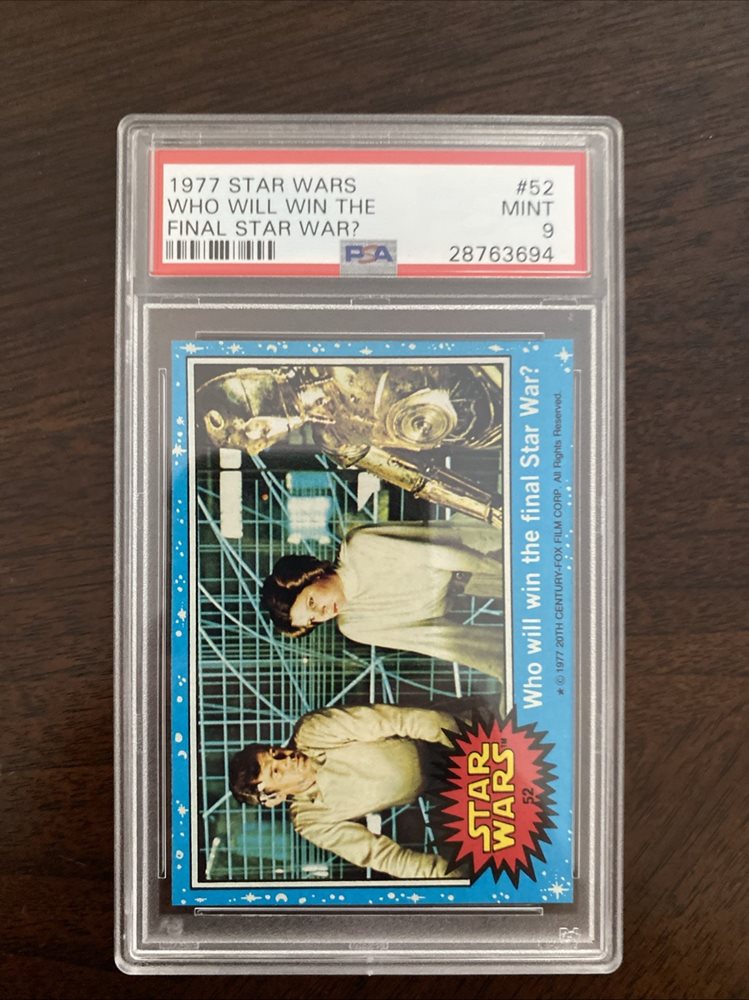 1977 STAR WARS #52
WHO WILL WIN THE MINT
FINAL STAR WAR? 9
PSA 28763694
Who will win the final Star War?
★ © 1977 20TH CENTURY-FOX FILM CORP. All Rights Reserved.
STAR
WARS™
52